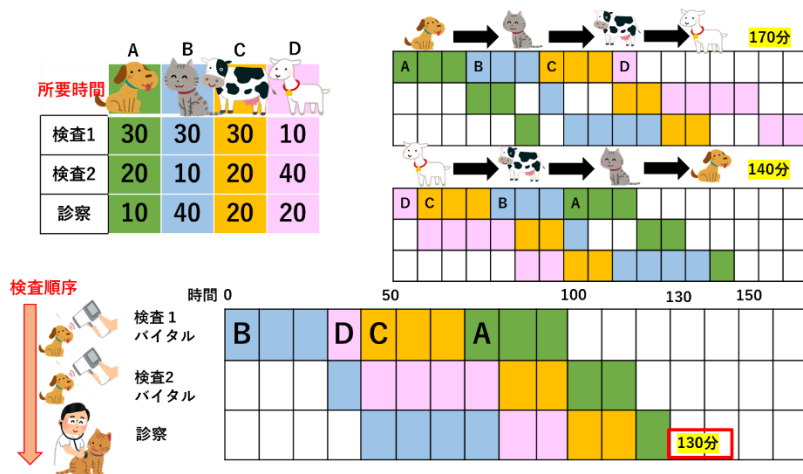 A B C D
所要時間
検査1 30 30 30 10
検査2 20 10 20 40
診察 10 40 20 20
170分
A B C D
140分
D C B A
検査順序
時間 0 50 100 130 150
検査1
バイタル
B D C A
検査2
バイタル
診察
130分